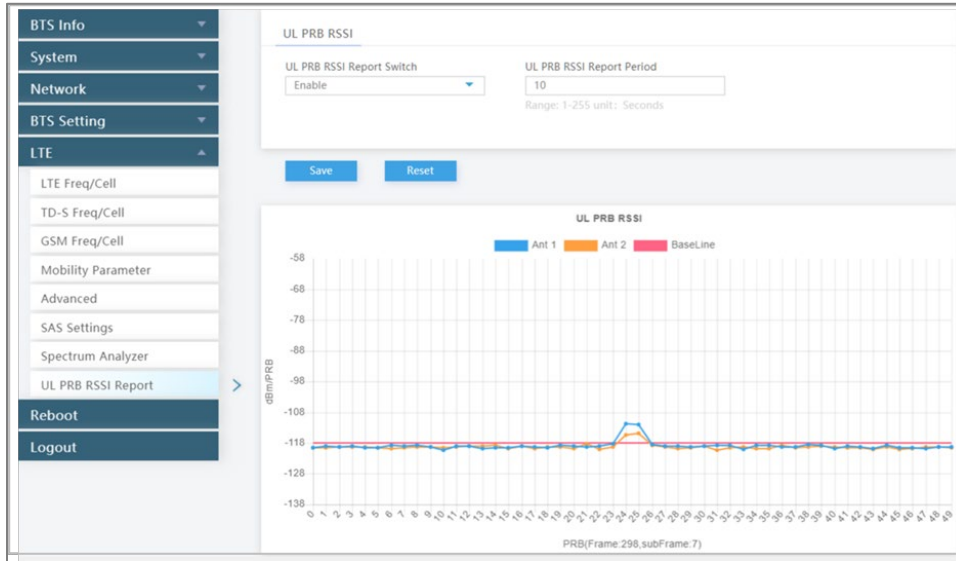 BTS Info
System
Network
BTS Setting
LTE
LTE Freq/Cell
TD-S Freq/Cell
GSM Freq/Cell
Mobility Parameter
Advanced
SAS Settings
Spectrum Analyzer
UL PRB RSSI Report
Reboot
Logout
UL PRB RSSI
UL PRB RSSI Report Switch
Enable
UL PRB RSSI Report Period
10
Range: 1-255 unit: Seconds
Save Reset
UL PRB RSSI
Ant 1 Ant 2 BaseLine
dBm/PRB
-58
-68
-78
-88
-98
-108
-118
-128
-138
0 1 2 3 4 5 6 7 8 9 10 11 12 13 14 15 16 17 18 19 20 21 22 23 24 25 26 27 28 29 30 31 32 33 34 35 36 37 38 39 40 41 42 43 44 45 46 47 48 49
PRB(Frame:298,subFrame:7)